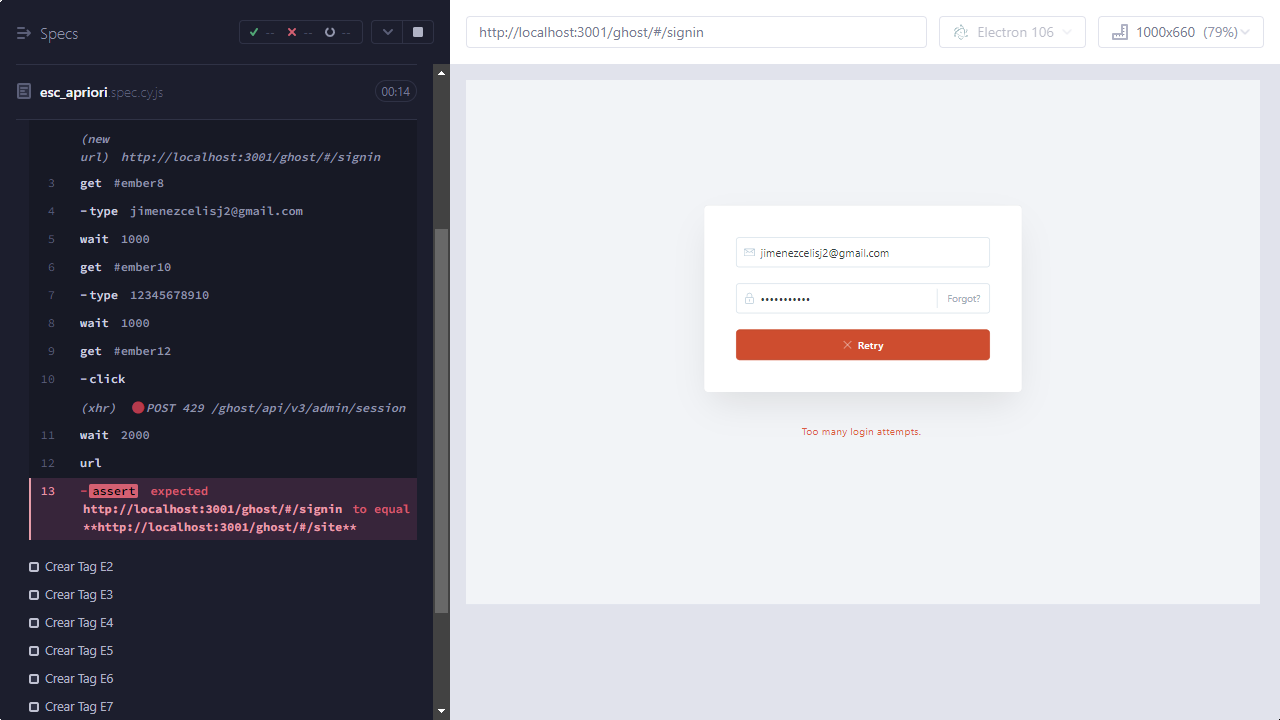 Specs
-- -- --
esc_apriori.spec.cy.js 00:14
(new
url) http://localhost:3001/ghost/#/signin
3 get #ember8
4 -type jimenezcelisj2@gmail.com
5 wait 1000
6 get #ember10
7 -type 12345678910
8 wait 1000
9 get #ember12
10 -click
(xhr) POST 429 /ghost/api/v3/admin/session
11 wait 2000
12 url
13 -assert expected
http://localhost:3001/ghost/#/signin to equal
**http://localhost:3001/ghost/#/site**
Crear Tag E2
Crear Tag E3
Crear Tag E4
Crear Tag E5
Crear Tag E6
Crear Tag E7
http://localhost:3001/ghost/#/signin
Electron 106
1000x660 (79%)
jimenezcelisj2@gmail.com
••••••••••• Forgot?
Retry
Too many login attempts.